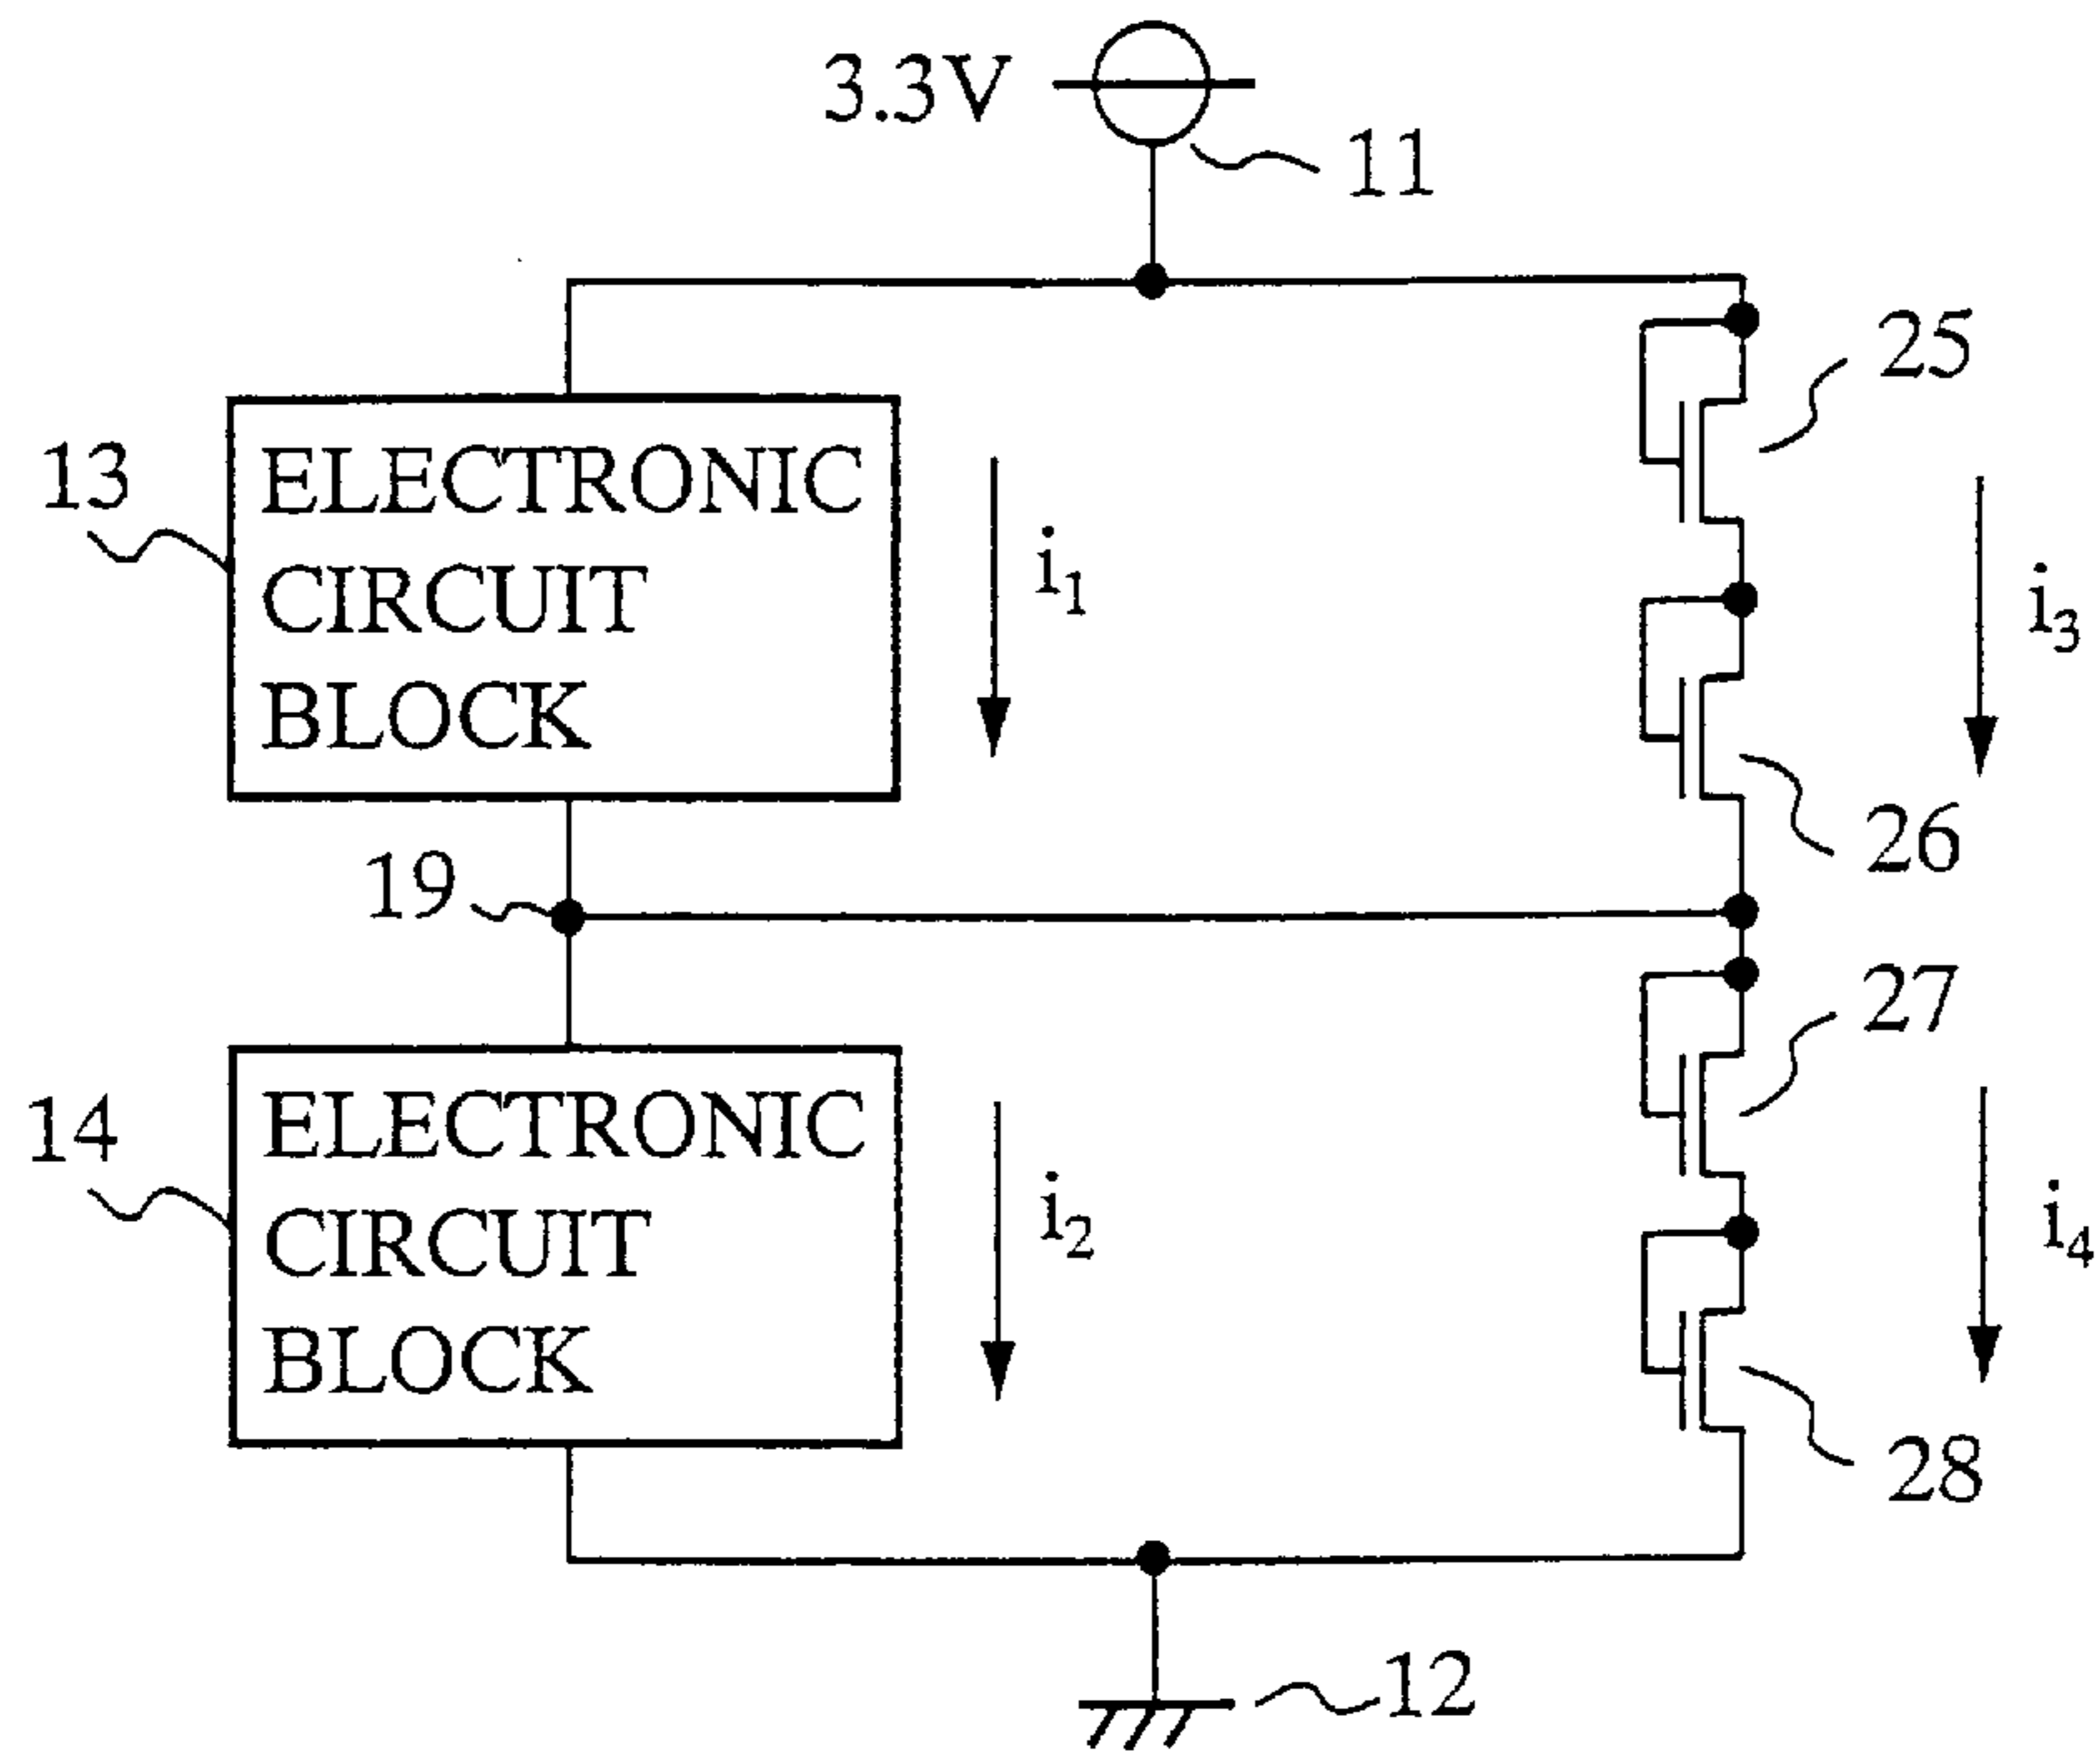 3.3V
11
25
13
ELECTRONIC
CIRCUIT
BLOCK
i1
i3
26
19
27
14
ELECTRONIC
CIRCUIT
BLOCK
i2
i4
28
12